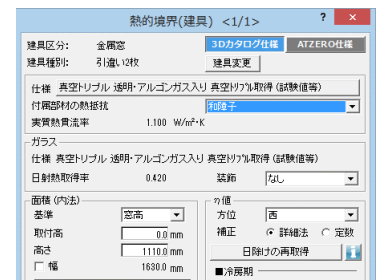 熱的境界(建具) <1/1>
?
×
建具区分: 金属窓 3Dカタログ仕様 ATZERO仕様
建具種別: 引違い2枚 建具変更
仕様 真空トリプル 透明・アルゴンガス入り 真空トリプル取得 (試験値等)
付属部材の熱抵抗 和障子
実質熱貫流率 1.100 W/m²・K
ガラス
仕様 真空トリプル 透明・アルゴンガス入り 真空トリプル取得 (試験値等)
日射熱取得率 0.420 装飾 なし
面積 (内法)
基準 窓高
取付高 0.0 mm
高さ 1110.0 mm
幅 1630.0 mm
η値
方位 西
補正 詳細法 定数
日除けの再取得
■冷房期